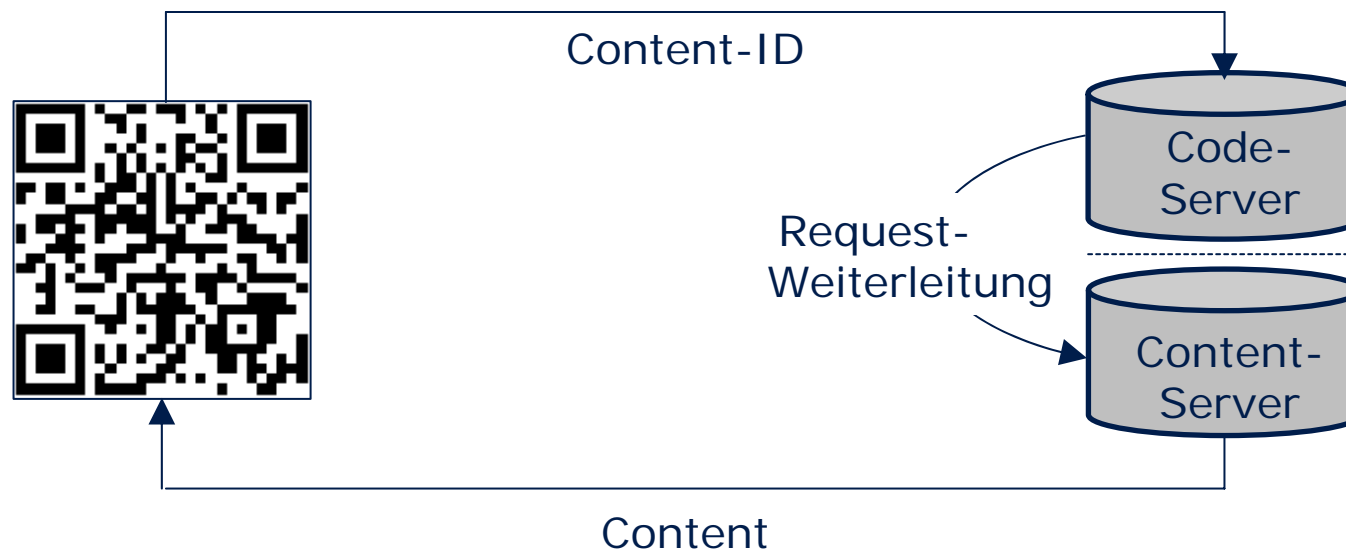 Content-ID
Code-
Server
Request-
Weiterleitung
Content-
Server
Content